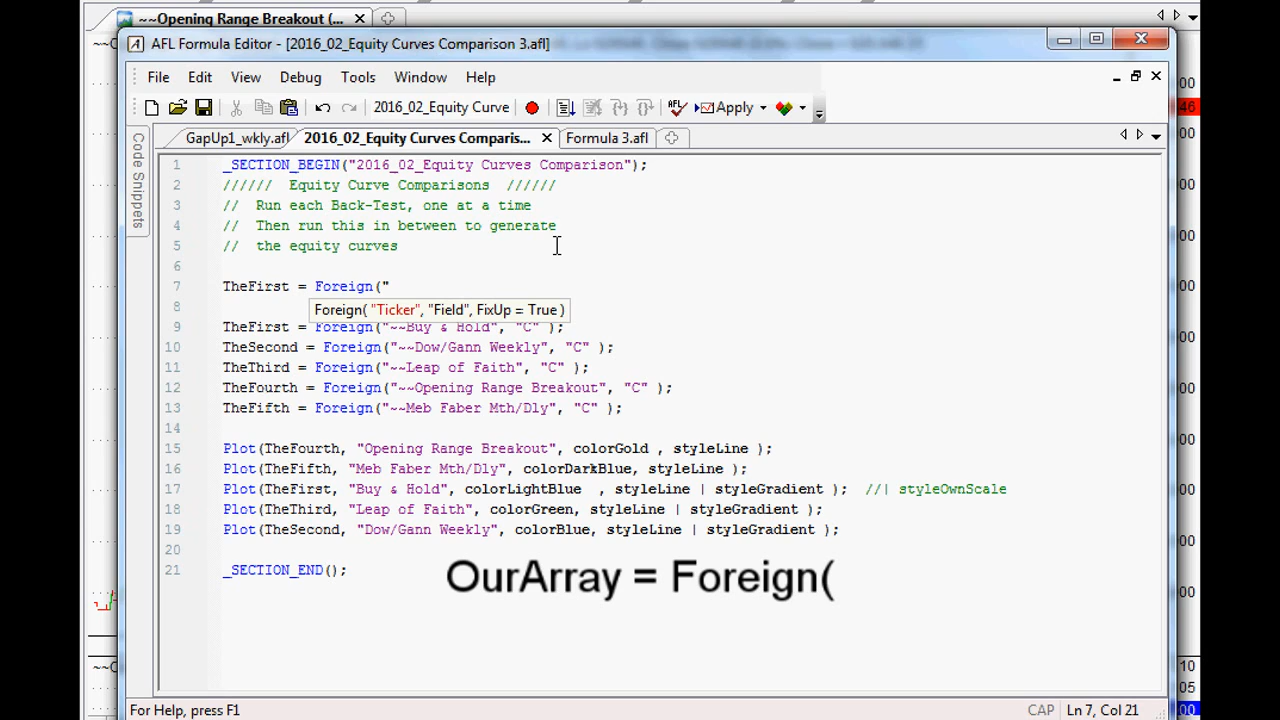 ~~Opening Range Breakout (...
AFL Formula Editor - [2016_02_Equity Curves Comparison 3.afl]
File Edit View Debug Tools Window Help
2016_02_Equity Curve Apply
GapUp1_wkly.afl 2016_02_Equity Curves Comparis... Formula 3.afl
Code Snippets
1 _SECTION_BEGIN("2016_02_Equity Curves Comparison");
2 ////// Equity Curve Comparisons //////
3 // Run each Back-Test, one at a time
4 // Then run this in between to generate
5 // the equity curves
6
7 TheFirst = Foreign("
8 Foreign( "Ticker", "Field", FixUp = True )
9 TheFirst = Foreign("~~Buy & Hold", "C" );
10 TheSecond = Foreign("~~Dow/Gann Weekly", "C" );
11 TheThird = Foreign("~~Leap of Faith", "C" );
12 TheFourth = Foreign("~~Opening Range Breakout", "C" );
13 TheFifth = Foreign("~~Meb Faber Mth/Dly", "C" );
14
15 Plot(TheFourth, "Opening Range Breakout", colorGold , styleLine );
16 Plot(TheFifth, "Meb Faber Mth/Dly", colorDarkBlue, styleLine );
17 Plot(TheFirst, "Buy & Hold", colorLightBlue , styleLine | styleGradient ); //| styleOwnScale
18 Plot(TheThird, "Leap of Faith", colorGreen, styleLine | styleGradient );
19 Plot(TheSecond, "Dow/Gann Weekly", colorBlue, styleLine | styleGradient );
20
21 _SECTION_END();
OurArray = Foreign(
For Help, press F1 CAP Ln 7, Col 21